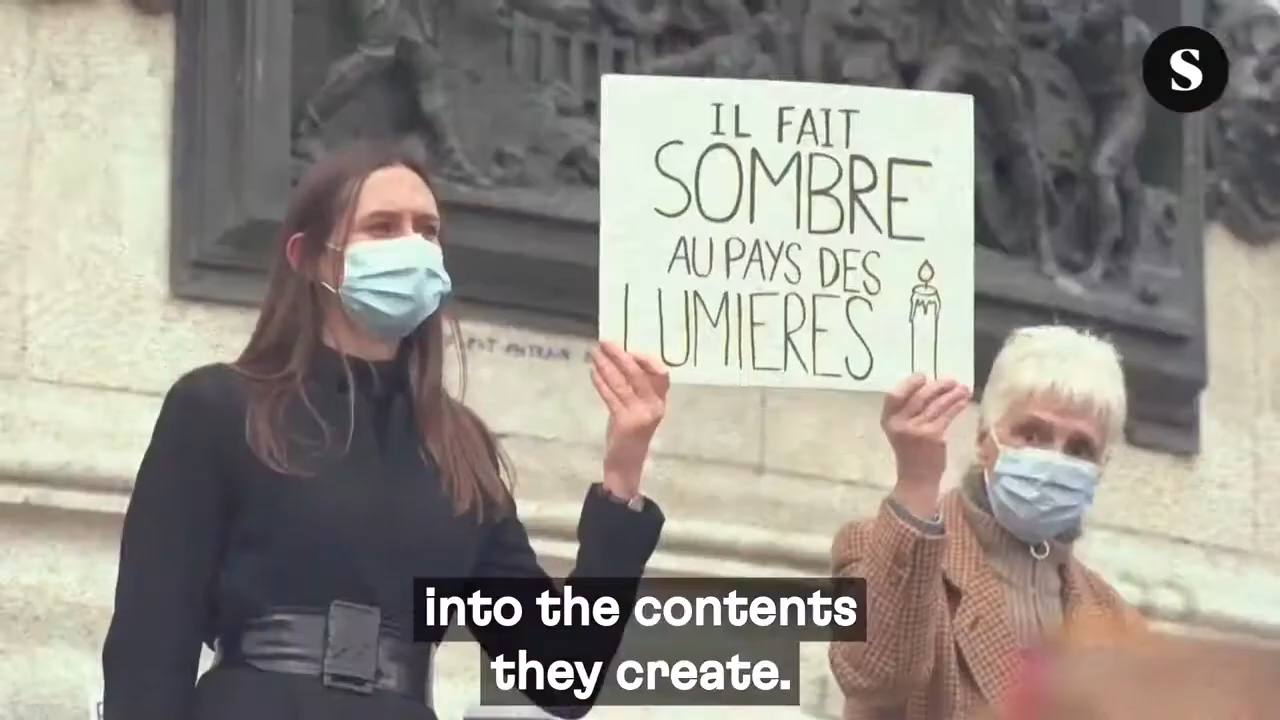 S
IL FAIT
SOMBRE
AU PAYS DES
LUMIERES
into the contents
they create.